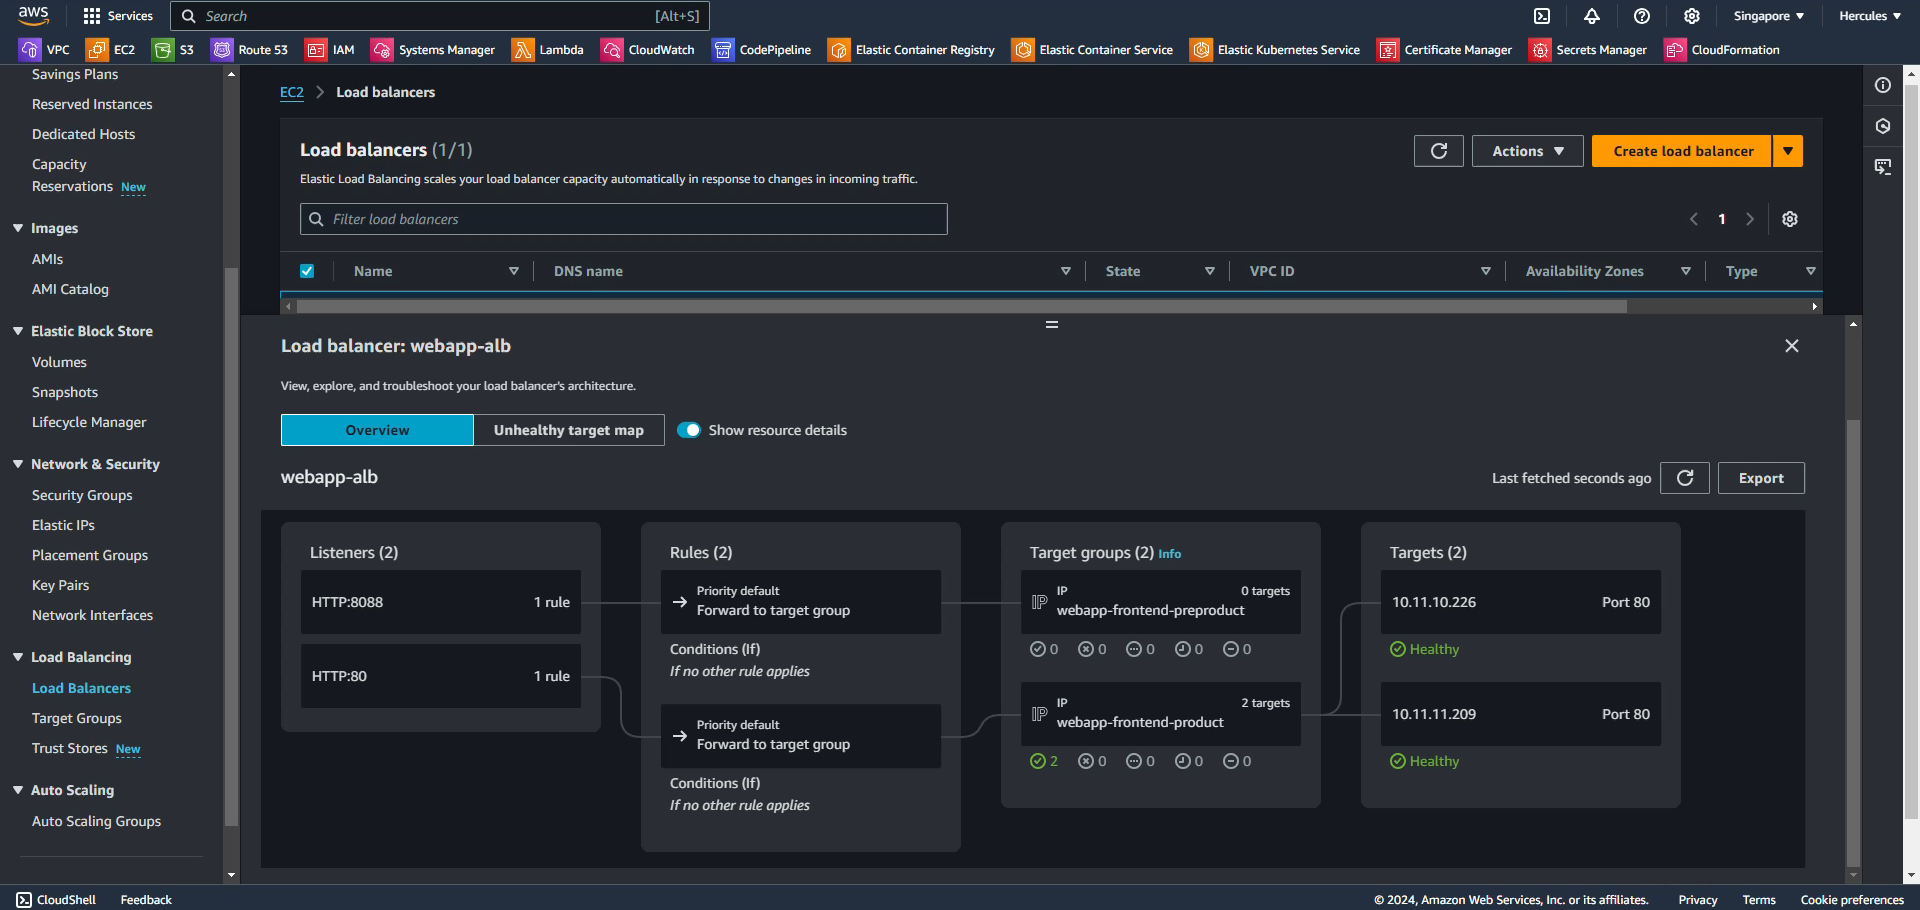 aws
Services
Search
[Alt+S]
Singapore
Hercules
VPC
EC2
S3
Route 53
IAM
Systems Manager
Lambda
CloudWatch
CodePipeline
Elastic Container Registry
Elastic Container Service
Elastic Kubernetes Service
Certificate Manager
Secrets Manager
CloudFormation
Savings Plans
Reserved Instances
Dedicated Hosts
Capacity
Reservations New
Images
AMIs
AMI Catalog
Elastic Block Store
Volumes
Snapshots
Lifecycle Manager
Network & Security
Security Groups
Elastic IPs
Placement Groups
Key Pairs
Network Interfaces
Load Balancing
Load Balancers
Target Groups
Trust Stores New
Auto Scaling
Auto Scaling Groups
EC2 > Load balancers
Load balancers (1/1)
Elastic Load Balancing scales your load balancer capacity automatically in response to changes in incoming traffic.
Actions
Create load balancer
Filter load balancers
1
Name
DNS name
State
VPC ID
Availability Zones
Type
Load balancer: webapp-alb
View, explore, and troubleshoot your load balancer's architecture.
Overview
Unhealthy target map
Show resource details
webapp-alb
Last fetched seconds ago
Export
Listeners (2)
HTTP:8088
1 rule
HTTP:80
1 rule
Rules (2)
Priority default
Forward to target group
Conditions (If)
If no other rule applies
Priority default
Forward to target group
Conditions (If)
If no other rule applies
Target groups (2) Info
IP
0 targets
webapp-frontend-preproduct
0 0 0 0 0
IP
2 targets
webapp-frontend-product
2 0 0 0 0
Targets (2)
10.11.10.226
Port 80
Healthy
10.11.11.209
Port 80
Healthy
CloudShell
Feedback
© 2024, Amazon Web Services, Inc. or its affiliates.
Privacy
Terms
Cookie preferences